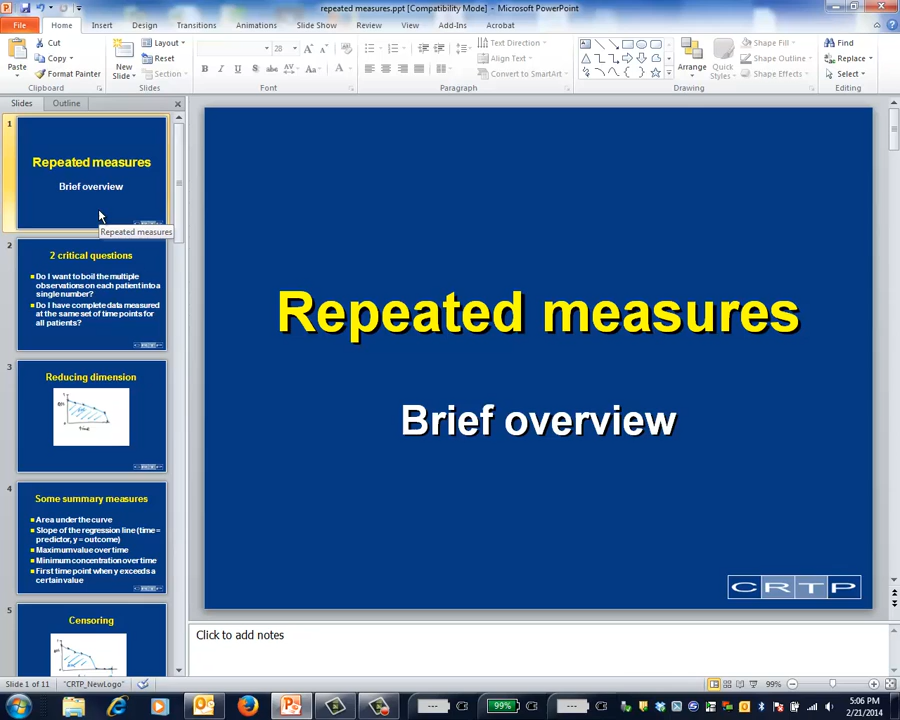 repeated measures.ppt [Compatibility Mode] - Microsoft PowerPoint
File Home Insert Design Transitions Animations Slide Show Review View Add-Ins Acrobat
Paste
Cut
Copy
Format Painter
Clipboard
New
Slide
Layout
Reset
Section
Slides
28
Font
Paragraph
Text Direction
Align Text
Convert to SmartArt
Arrange
Quick
Styles
Shape Fill
Shape Outline
Shape Effects
Drawing
Find
Replace
Select
Editing
Slides Outline
1
Repeated measures
Brief overview
Repeated measures
2
2 critical questions
Do I want to boil the multiple
observations on each patient into a
single number?
Do I have complete data measured
at the same set of time points for
all patients?
3
Reducing dimension
4
Some summary measures
Area under the curve
Slope of the regression line (time =
predictor, y = outcome)
Maximum value over time
Minimum concentration over time
First time point when y exceeds a
certain value
5
Censoring
Repeated measures
Brief overview
CRTP
Click to add notes
Slide 1 of 11 "CRTP_NewLogo" 99%
99%
5:06 PM
2/21/2014